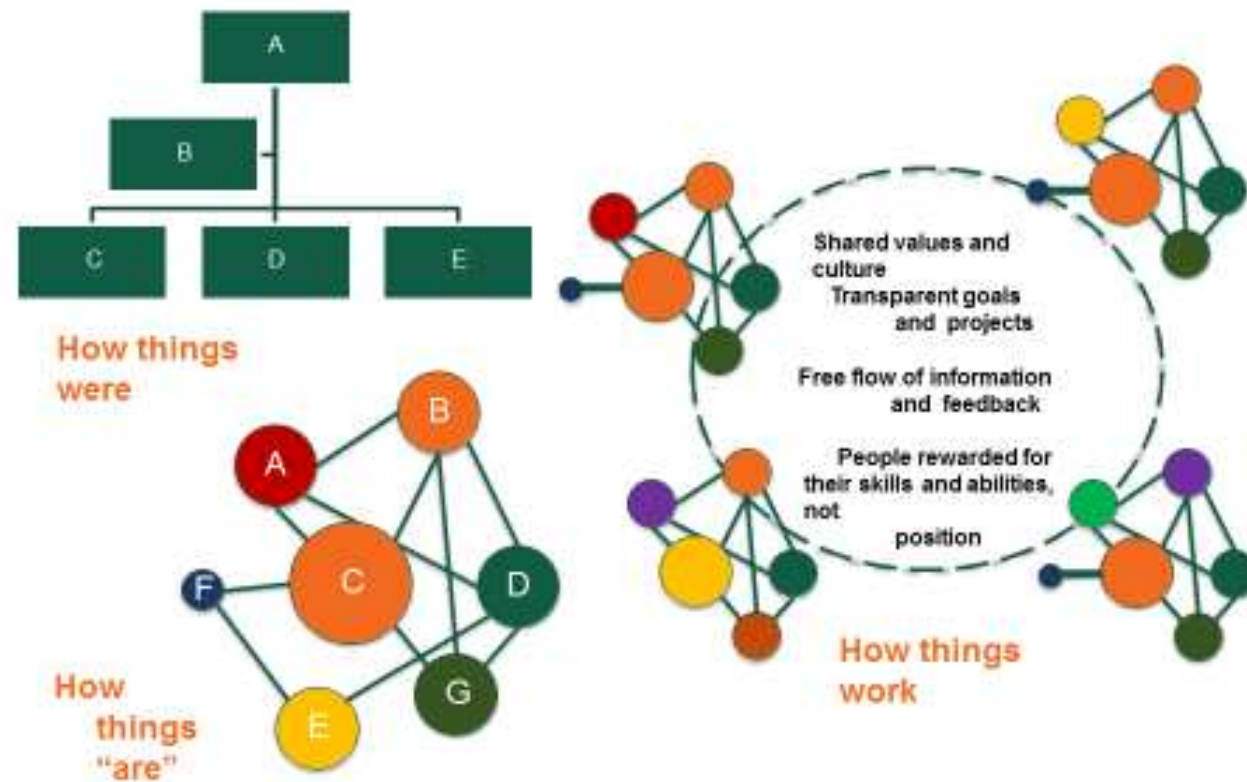 A
B
C
D
E
How things
were
B
A
C
F
D
G
E
How
things
“are”
Shared values and
culture
Transparent goals
and projects
Free flow of information
and feedback
People rewarded for
their skills and abilities,
not
position
How things
work